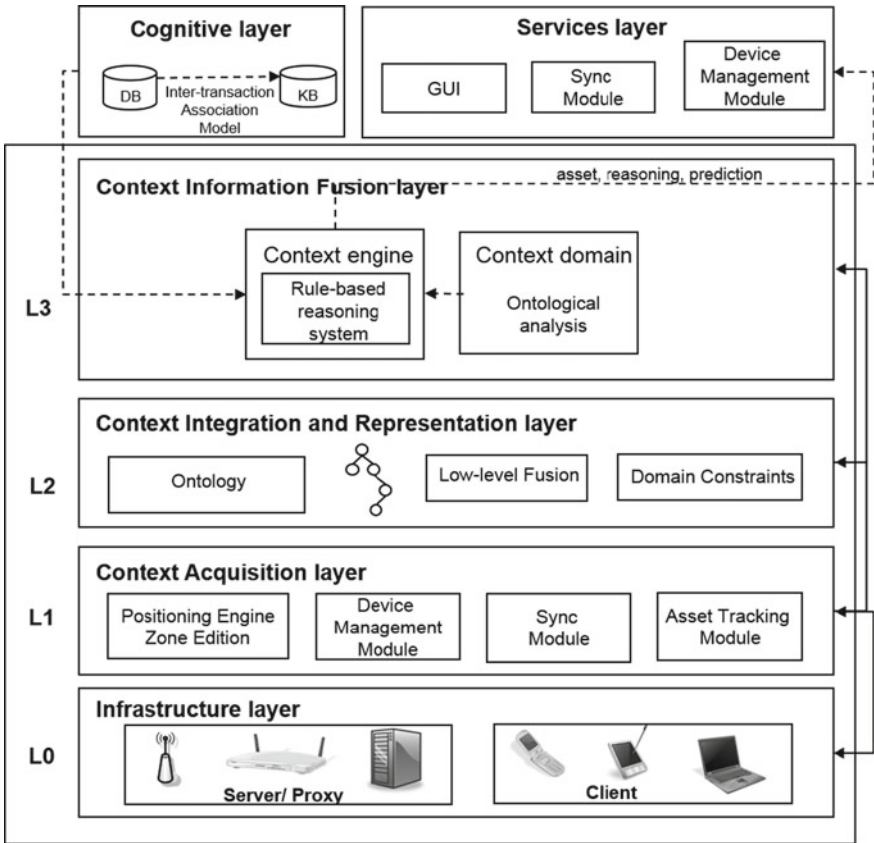 Cognitive layer
DB
KB
Inter-transaction
Association
Model
Services layer
GUI
Sync
Module
Device
Management
Module
Context Information Fusion layer
asset, reasoning, prediction
L3
Context engine
Rule-based
reasoning
system
Context domain
Ontological
analysis
L2
Context Integration and Representation layer
Ontology
Low-level Fusion
Domain Constraints
L1
Context Acquisition layer
Positioning Engine
Zone Edition
Device
Management
Module
Sync
Module
Asset Tracking
Module
L0
Infrastructure layer
Server/ Proxy
Client